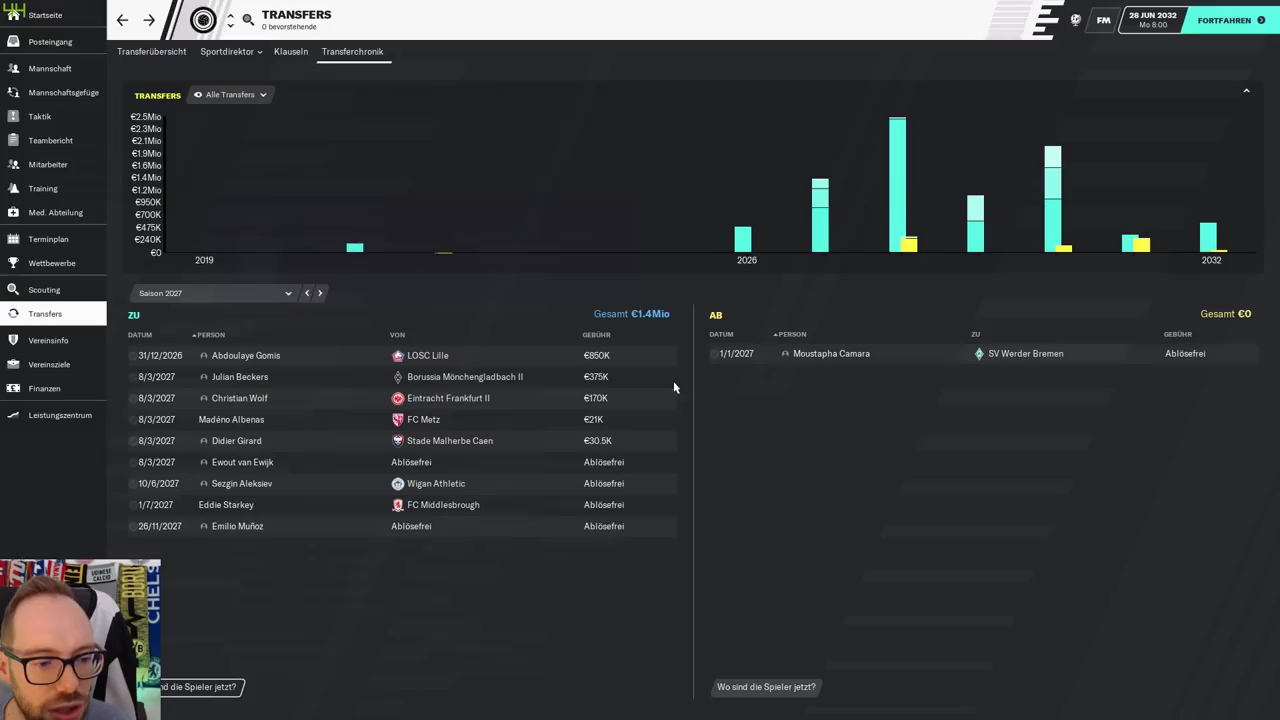 44
Startseite
TRANSFERS
0 bevorstehende
FM
28 JUN 2032
Mo 8:00
FORTFAHREN
Posteingang
Mannschaft
Mannschaftsgefüge
Taktik
Teambericht
Mitarbeiter
Training
Med. Abteilung
Terminplan
Wettbewerbe
Scouting
Transfers
Vereinsinfo
Vereinsziele
Finanzen
Leistungszentrum
Transferübersicht Sportdirektor Klauseln Transferchronik
TRANSFERS Alle Transfers
€2.5Mio
€2.3Mio
€2.1Mio
€1.9Mio
€1.6Mio
€1.4Mio
€1.2Mio
€950K
€700K
€475K
€240K
€0
2019 2026 2032
Saison 2027
ZU Gesamt €1.4Mio
DATUM PERSON VON GEBÜHR
31/12/2026 Abdoulaye Gomis LOSC Lille €850K
8/3/2027 Julian Beckers Borussia Mönchengladbach II €375K
8/3/2027 Christian Wolf Eintracht Frankfurt II €170K
8/3/2027 Madéno Albenas FC Metz €21K
8/3/2027 Didier Girard Stade Malherbe Caen €30.5K
8/3/2027 Ewout van Ewijk Ablösefrei Ablösefrei
10/6/2027 Sezgin Aleksiev Wigan Athletic Ablösefrei
1/7/2027 Eddie Starkey FC Middlesbrough Ablösefrei
26/11/2027 Emilio Muñoz Ablösefrei Ablösefrei
nd die Spieler jetzt?
AB Gesamt €0
DATUM PERSON ZU GEBÜHR
1/1/2027 Moustapha Camara SV Werder Bremen Ablösefrei
Wo sind die Spieler jetzt?
UDINESE
CALCIO
CHELS